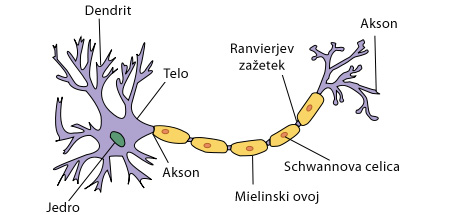 Dendrit
Akson
Ranvierjev
zažetek
Telo
Akson
Schwannova celica
Mielinski ovoj
Jedro